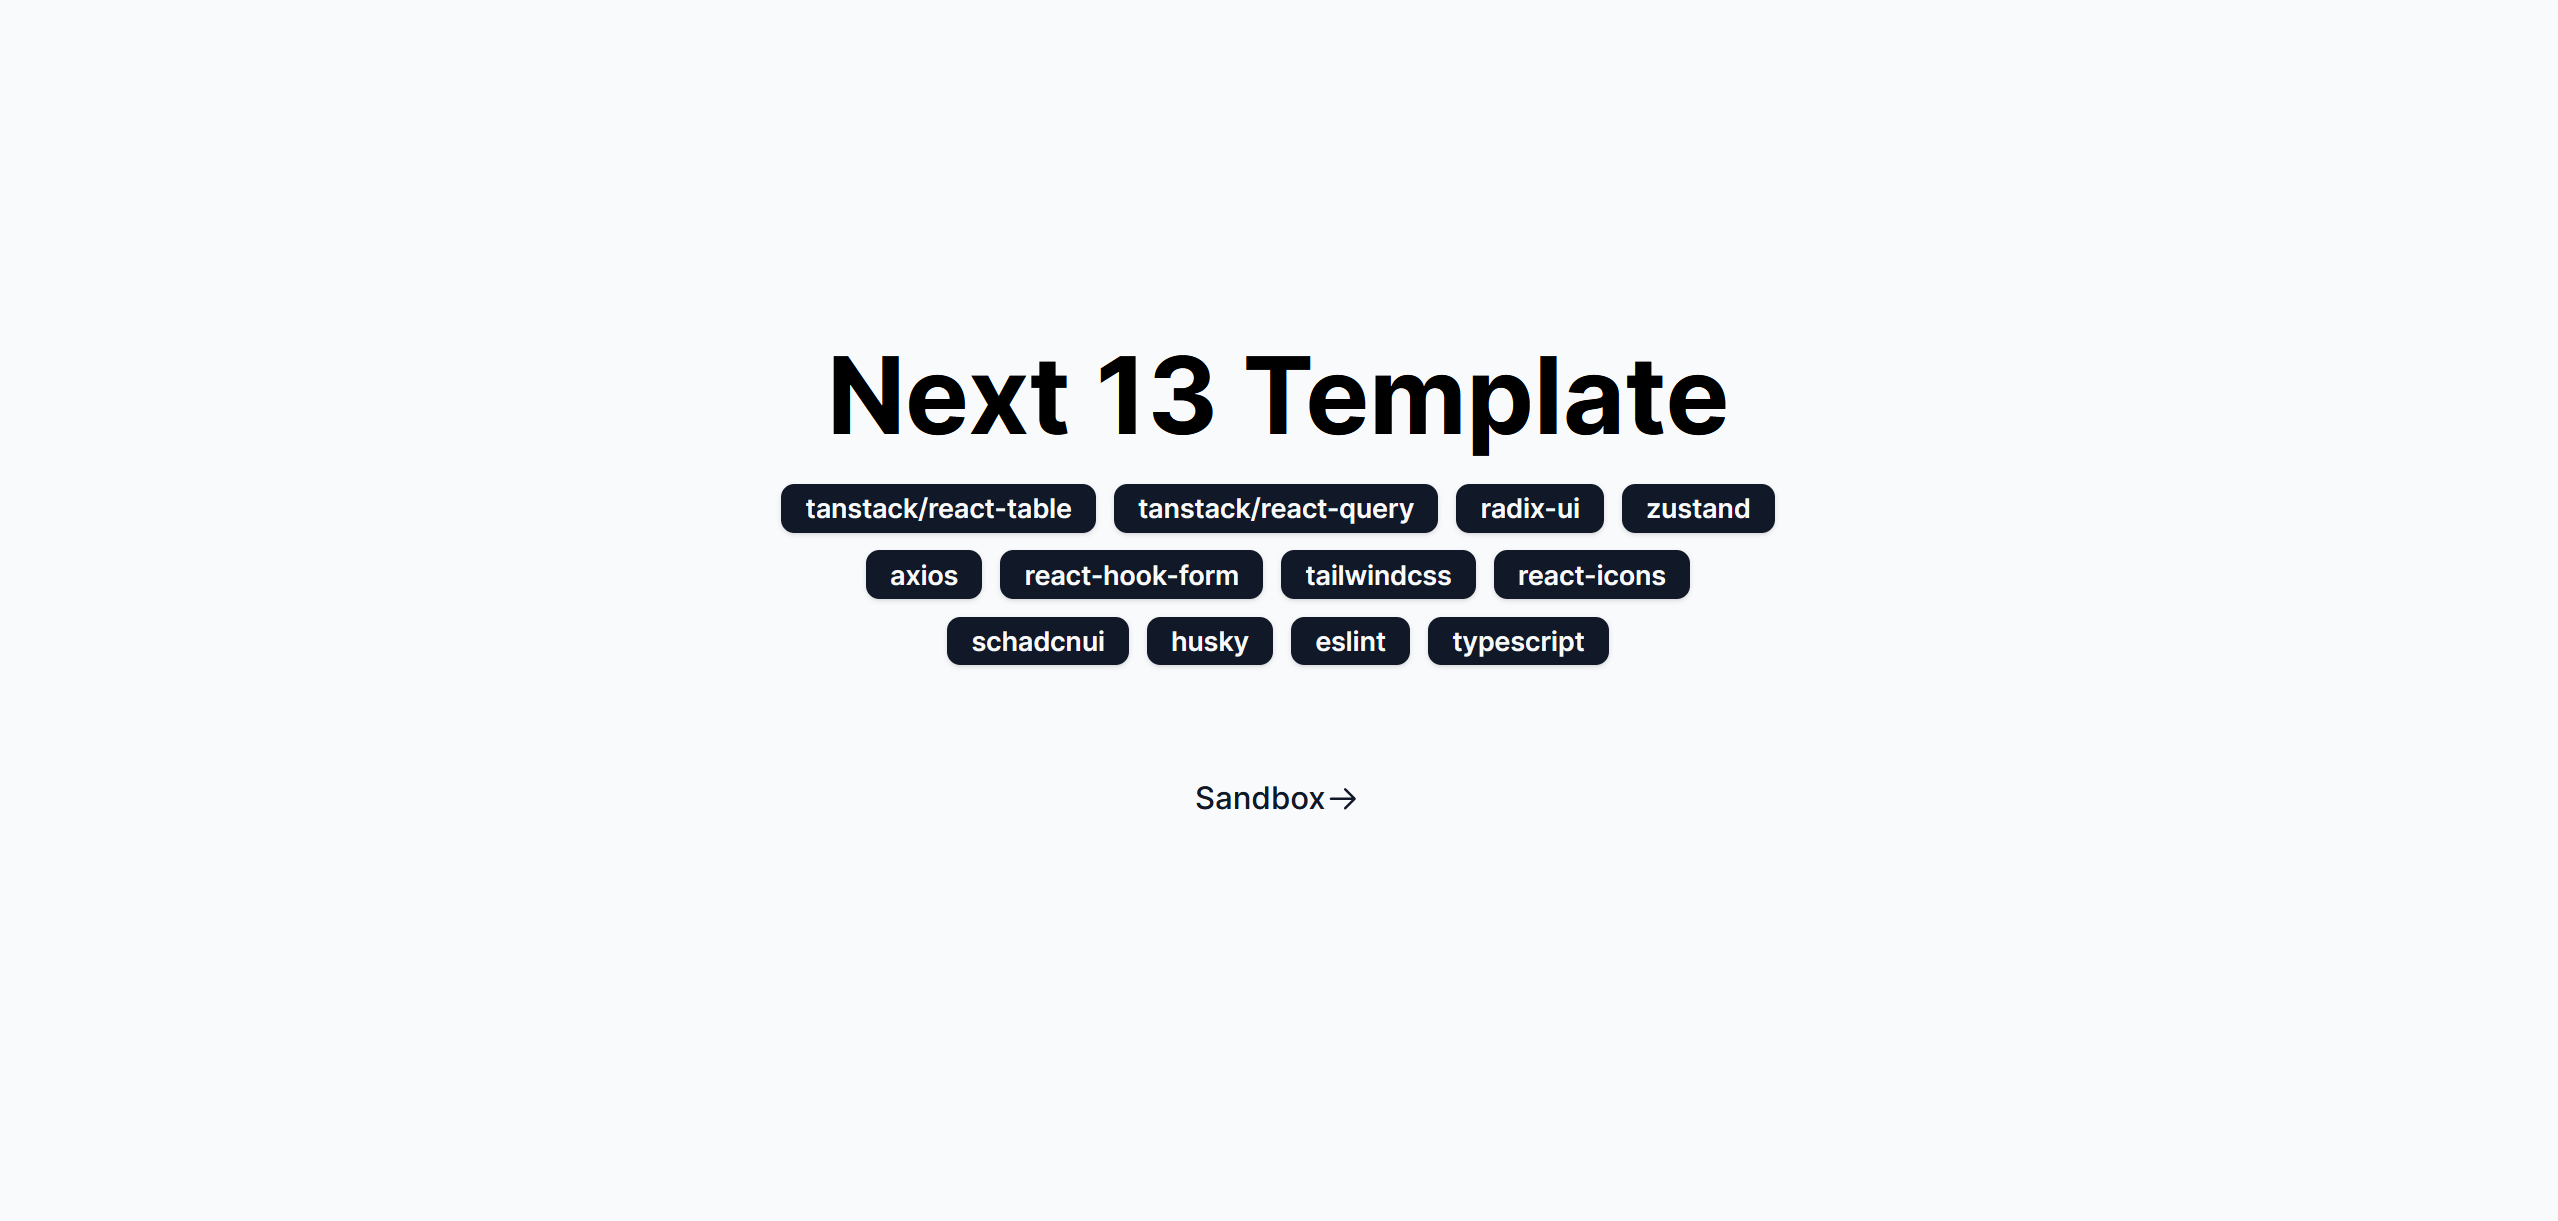 Next 13 Template
tanstack/react-table tanstack/react-query radix-ui zustand
axios react-hook-form tailwindcss react-icons
schadcnui husky eslint typescript
Sandbox→